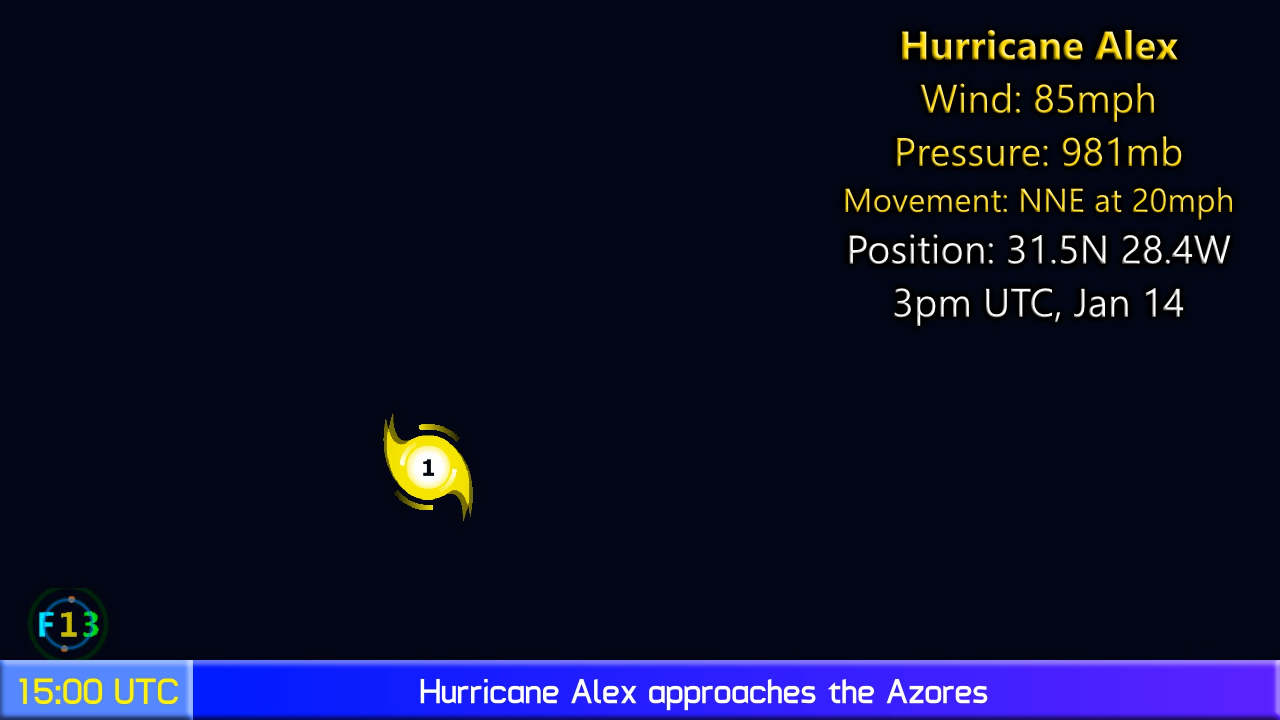 Hurricane Alex
Wind: 85mph
Pressure: 981mb
Movement: NNE at 20mph
Position: 31.5N 28.4W
3pm UTC, Jan 14
1
F13
15:00 UTC
Hurricane Alex approaches the Azores